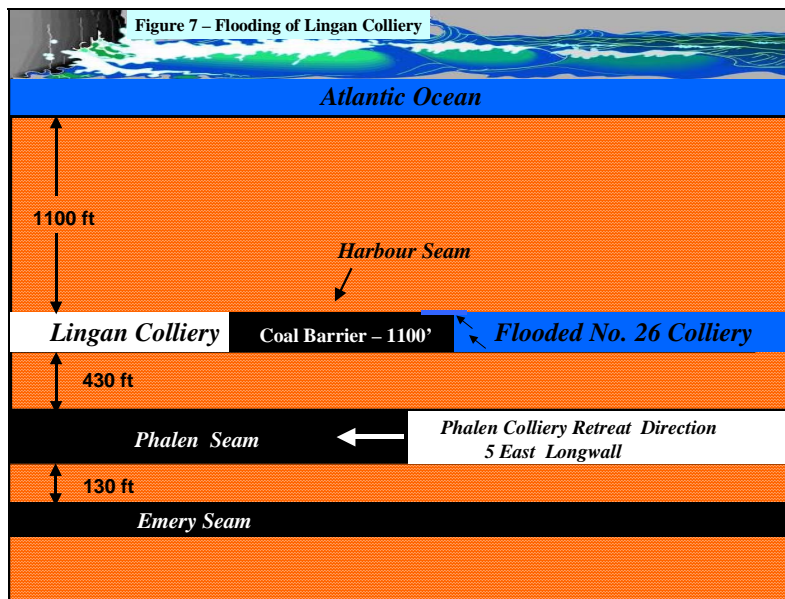 Figure 7 – Flooding of Lingan Colliery
Atlantic Ocean
1100 ft
Harbour Seam
Lingan Colliery
Coal Barrier – 1100'
Flooded No. 26 Colliery
430 ft
Phalen Seam
Phalen Colliery Retreat Direction
5 East Longwall
130 ft
Emery Seam